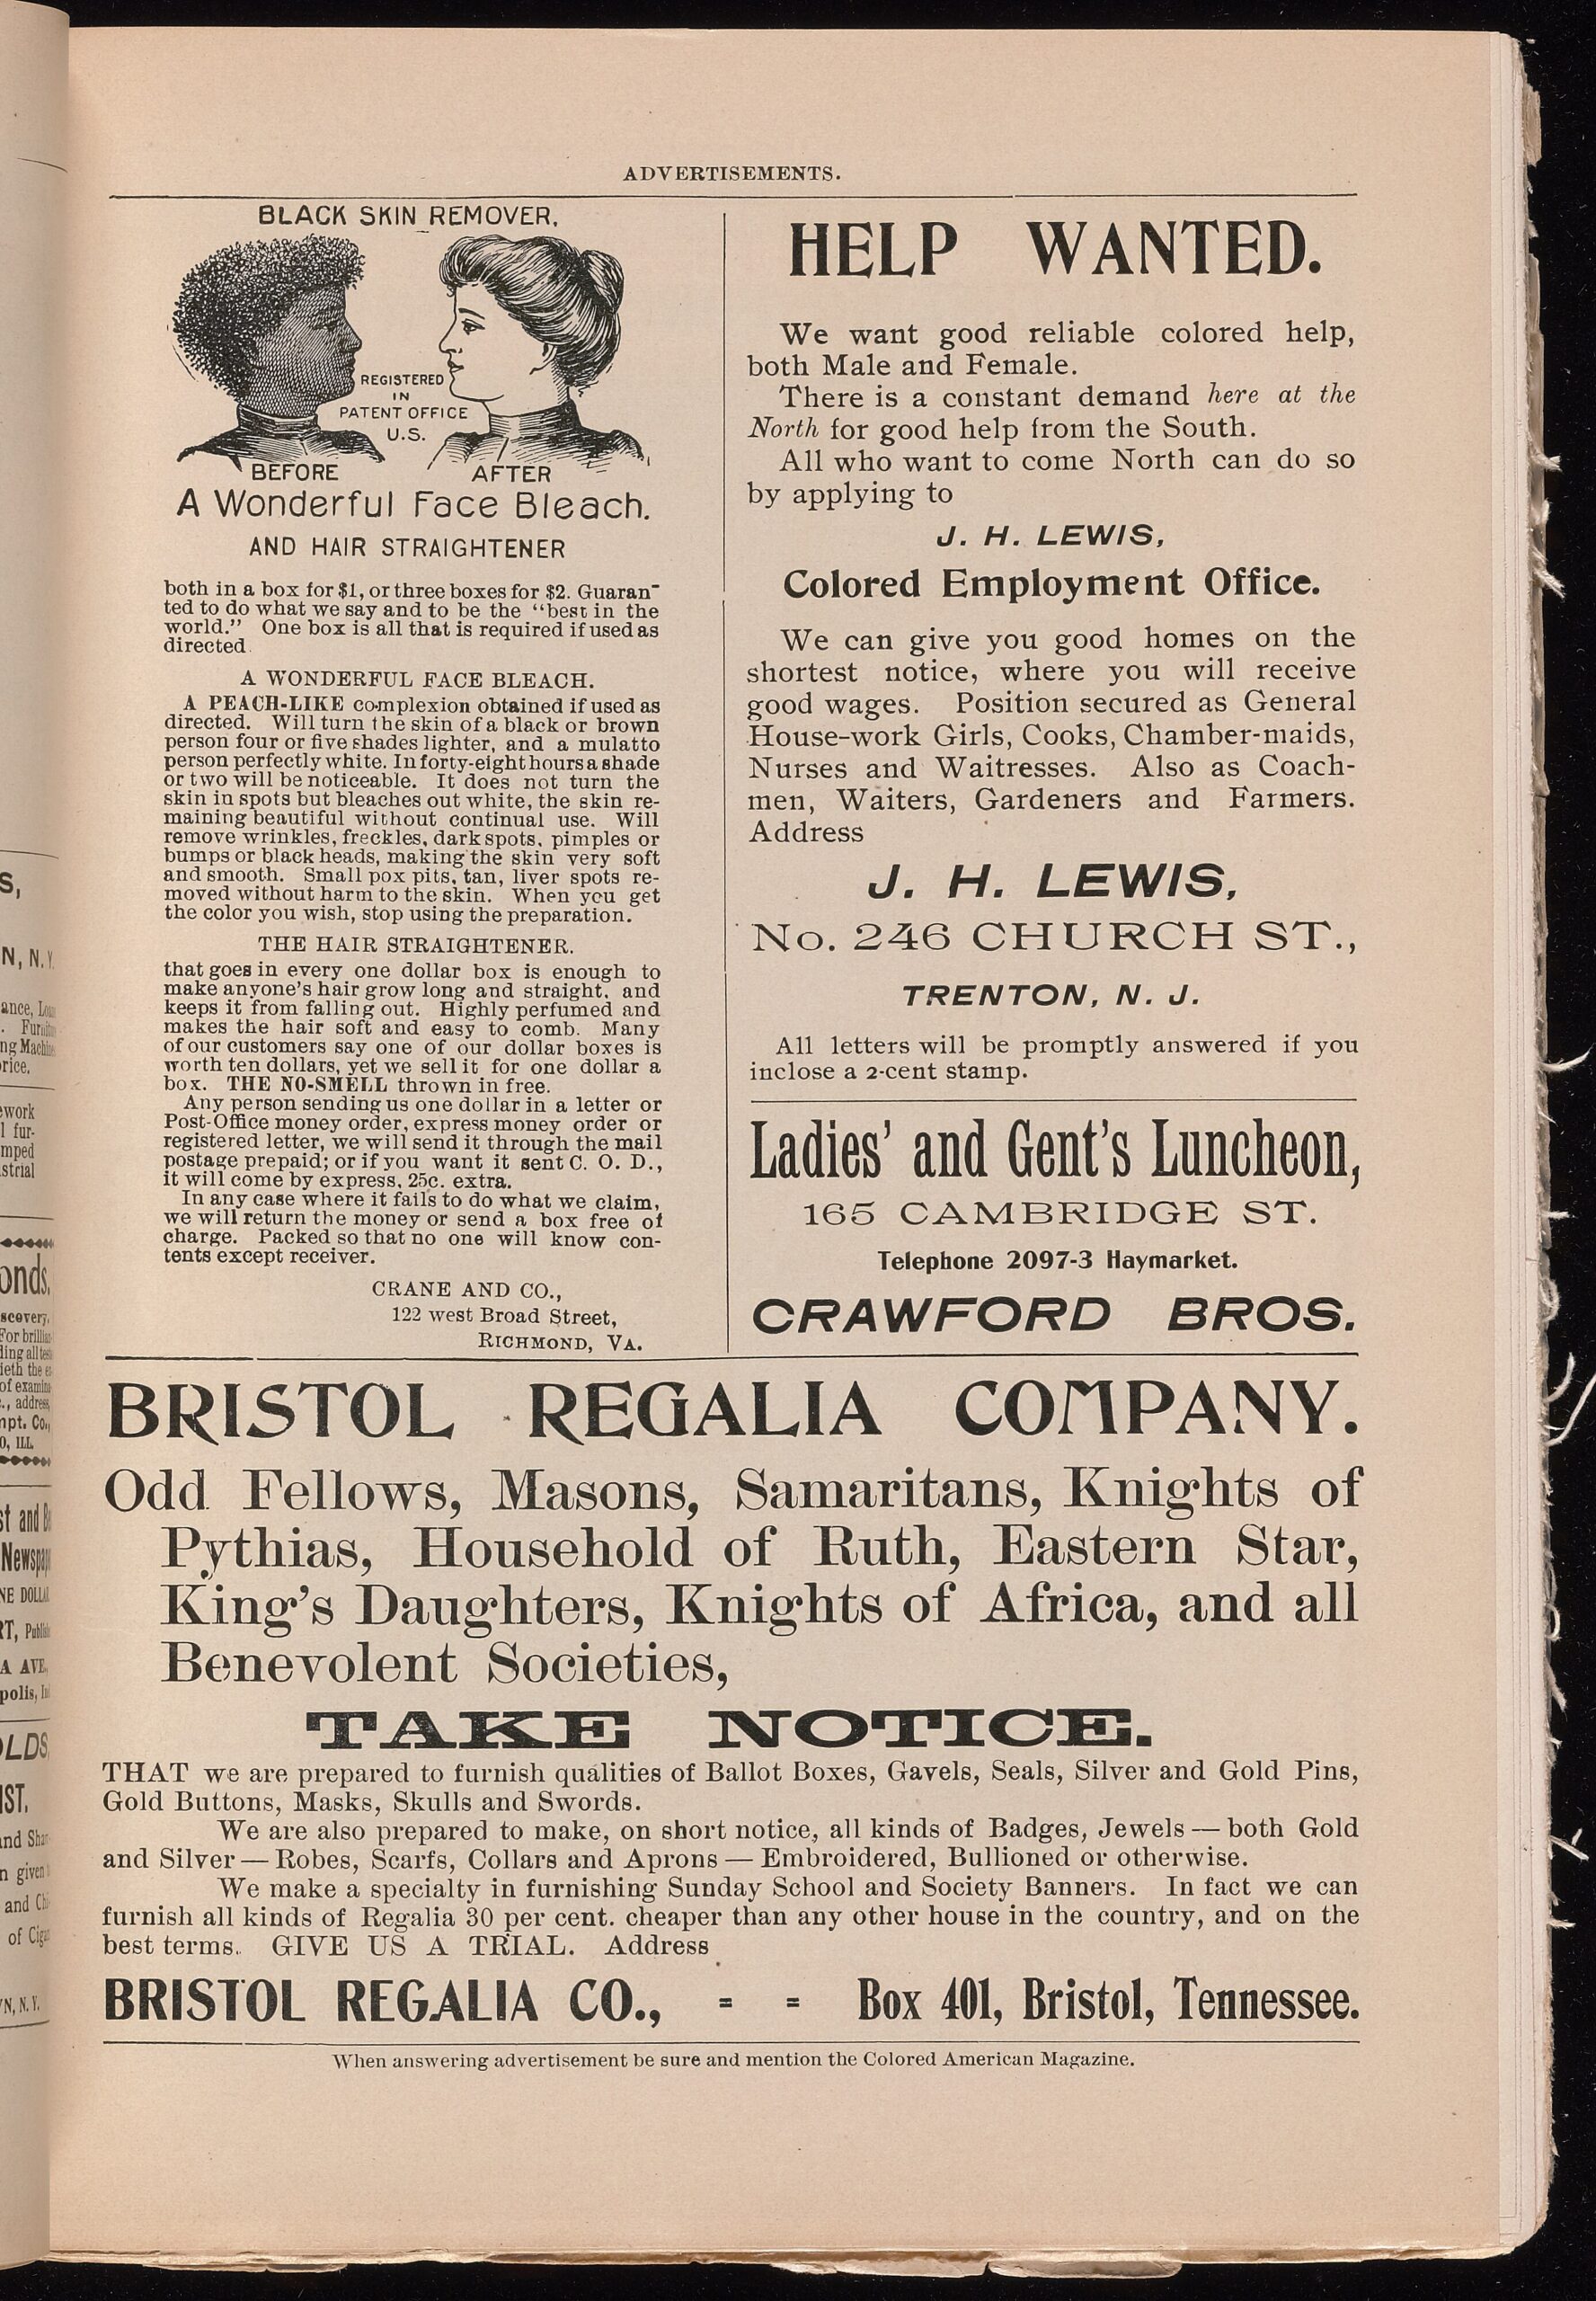 ADVERTISEMENTS.
BLACK SKIN REMOVER.
REGISTERED
IN
PATENT OFFICE
U.S.
BEFORE AFTER
A Wonderful Face Bleach.
AND HAIR STRAIGHTENER
both in a box for $1, or three boxes for $2. Guaran-
ted to do what we say and to be the “best in the
world.” One box is all that is required if used as
directed.
A WONDERFUL FACE BLEACH.
A PEACH-LIKE complexion obtained if used as
directed. Will turn the skin of a black or brown
person four or five shades lighter, and a mulatto
person perfectly white. In forty-eight hours a shade
or two will be noticeable. It does not turn the
skin in spots but bleaches out white, the skin re-
maining beautiful without continual use. Will
remove wrinkles, freckles, dark spots, pimples or
bumps or black heads, making the skin very soft
and smooth. Small pox pits, tan, liver spots re-
moved without harm to the skin. When you get
the color you wish, stop using the preparation.
THE HAIR STRAIGHTENER.
that goes in every one dollar box is enough to
make anyone's hair grow long and straight, and
keeps it from falling out. Highly perfumed and
makes the hair soft and easy to comb. Many
of our customers say one of our dollar boxes is
worth ten dollars, yet we sell it for one dollar a
box. THE NO-SMELL thrown in free.
Any person sending us one dollar in a letter or
Post-Office money order, express money order or
registered letter, we will send it through the mail
postage prepaid; or if you want it sent C. O. D.,
it will come by express, 25c. extra.
In any case where it fails to do what we claim,
we will return the money or send a box free of
charge. Packed so that no one will know con-
tents except receiver.
CRANE AND CO.,
122 west Broad Street,
RICHMOND, VA.
HELP WANTED.
We want good reliable colored help,
both Male and Female.
There is a constant demand here at the
North for good help from the South.
All who want to come North can do so
by applying to
J. H. LEWIS,
Colored Employment Office.
We can give you good homes on the
shortest notice, where you will receive
good wages. Position secured as General
House-work Girls, Cooks, Chamber-maids,
Nurses and Waitresses. Also as Coach-
men, Waiters, Gardeners and Farmers.
Address
J. H. LEWIS,
No. 246 CHURCH ST.,
TRENTON, N. J.
All letters will be promptly answered if you
inclose a 2-cent stamp.
Ladies' and Gent's Luncheon,
165 CAMBRIDGE ST.
Telephone 2097-3 Haymarket.
CRAWFORD BROS.
BRISTOL REGALIA COMPANY.
Odd Fellows, Masons, Samaritans, Knights of
Pythias, Household of Ruth, Eastern Star,
King's Daughters, Knights of Africa, and all
Benevolent Societies,
TAKE NOTICE.
THAT we are prepared to furnish qualities of Ballot Boxes, Gavels, Seals, Silver and Gold Pins,
Gold Buttons, Masks, Skulls and Swords.
We are also prepared to make, on short notice, all kinds of Badges, Jewels — both Gold
and Silver — Robes, Scarfs, Collars and Aprons — Embroidered, Bullioned or otherwise.
We make a specialty in furnishing Sunday School and Society Banners. In fact we can
furnish all kinds of Regalia 30 per cent. cheaper than any other house in the country, and on the
best terms. GIVE US A TRIAL. Address
BRISTOL REGALIA CO., = = Box 401, Bristol, Tennessee.
When answering advertisement be sure and mention the Colored American Magazine.